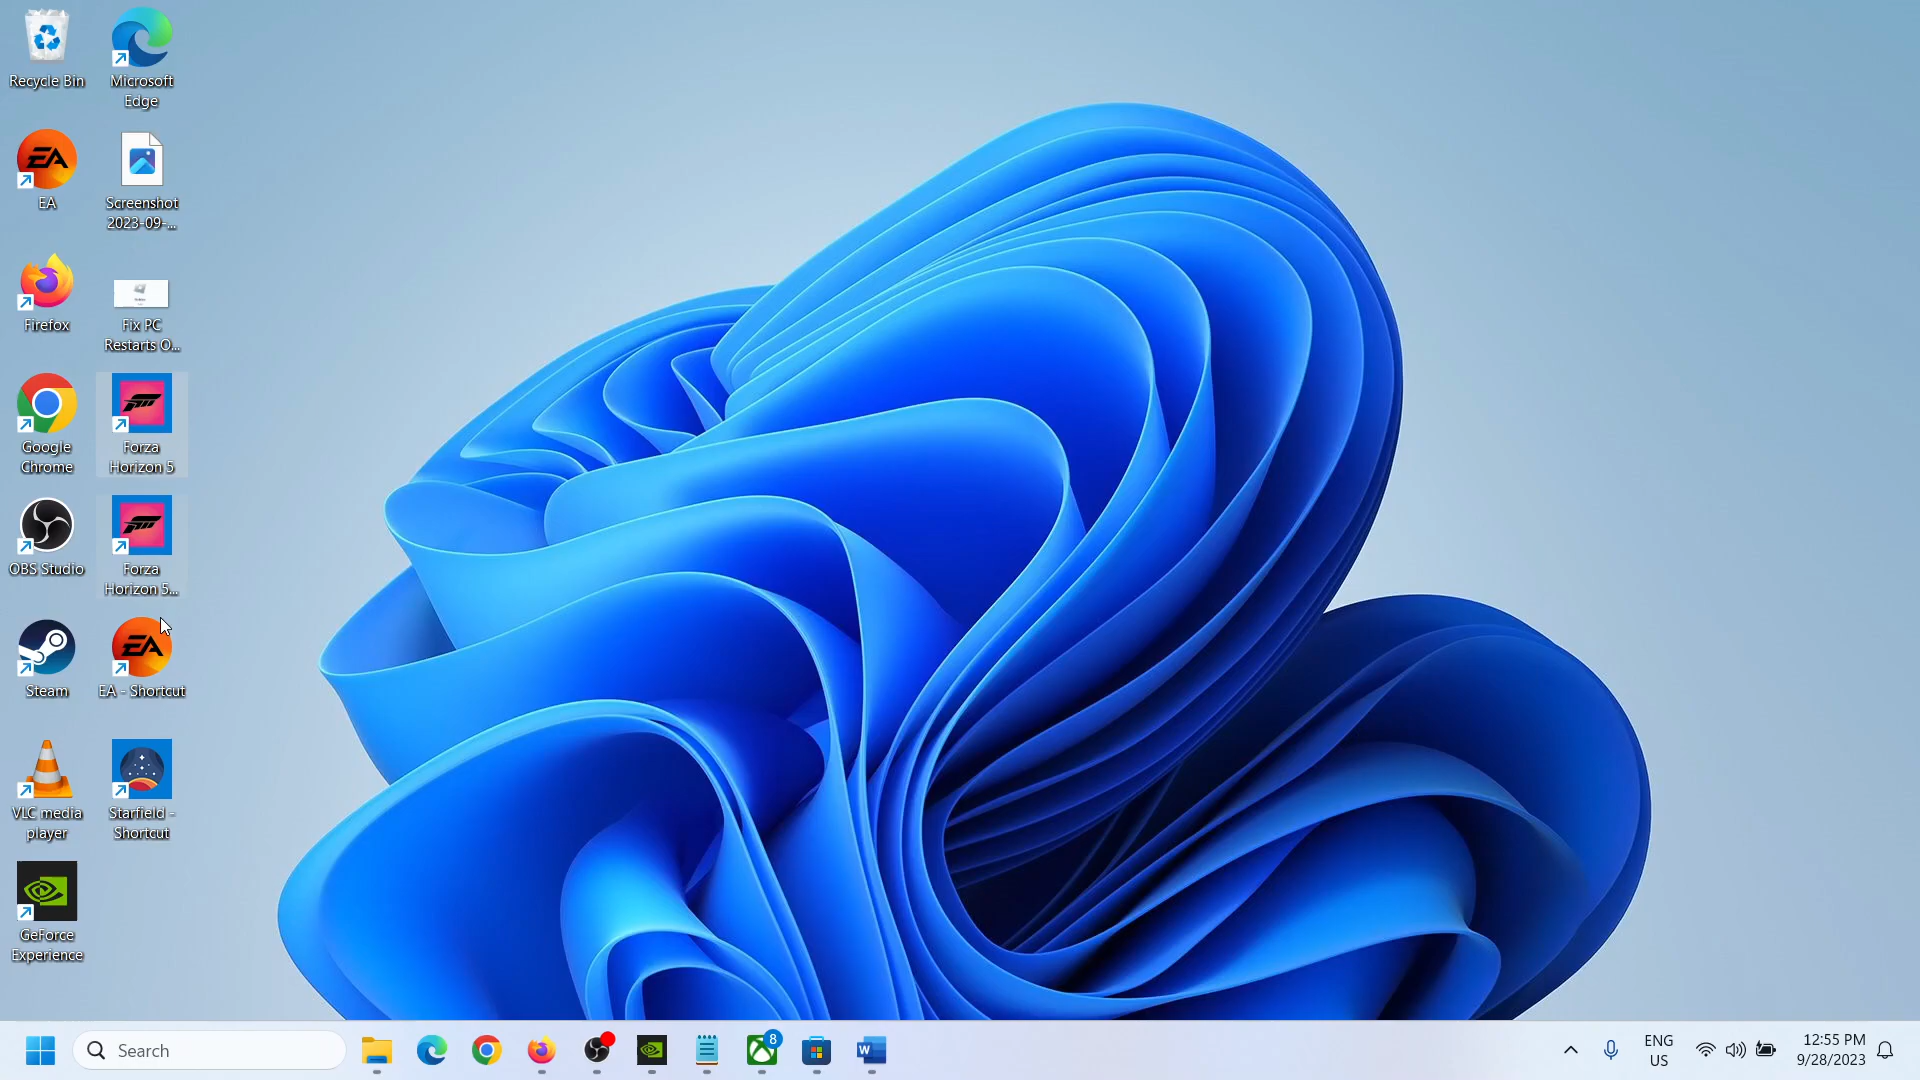 Recycle Bin
Microsoft
Edge
EA
EA
Screenshot
2023-09-...
Firefox
Fix PC
Restarts O...
Google
Chrome
Forza
Horizon 5
OBS Studio
Forza
Horizon 5...
Steam
EA
EA - Shortcut
VLC media
player
Starfield -
Shortcut
GeForce
Experience
Search
8
W
ENG
US
12:55 PM
9/28/2023